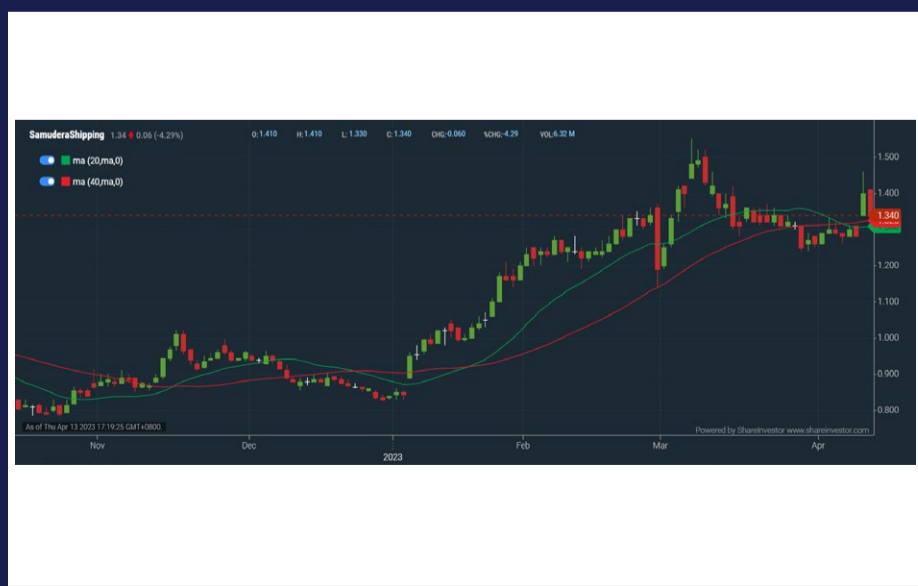 SamuderaShipping 1.34 0.06 (-4.29%) O: 1.410 H: 1.410 L: 1.330 C: 1.340 CHG:-0.060 %CHG:-4.29 VOL:6.32 M
ma (20,ma,0)
ma (40,ma,0)
1.500
1.400
1.340
1.200
1.100
1.000
0.900
0.800
As of Thu Apr 13 2023 17:19:25 GMT+0800.
Powered by ShareInvestor www.shareinvestor.com
Nov Dec 2023 Feb Mar Apr